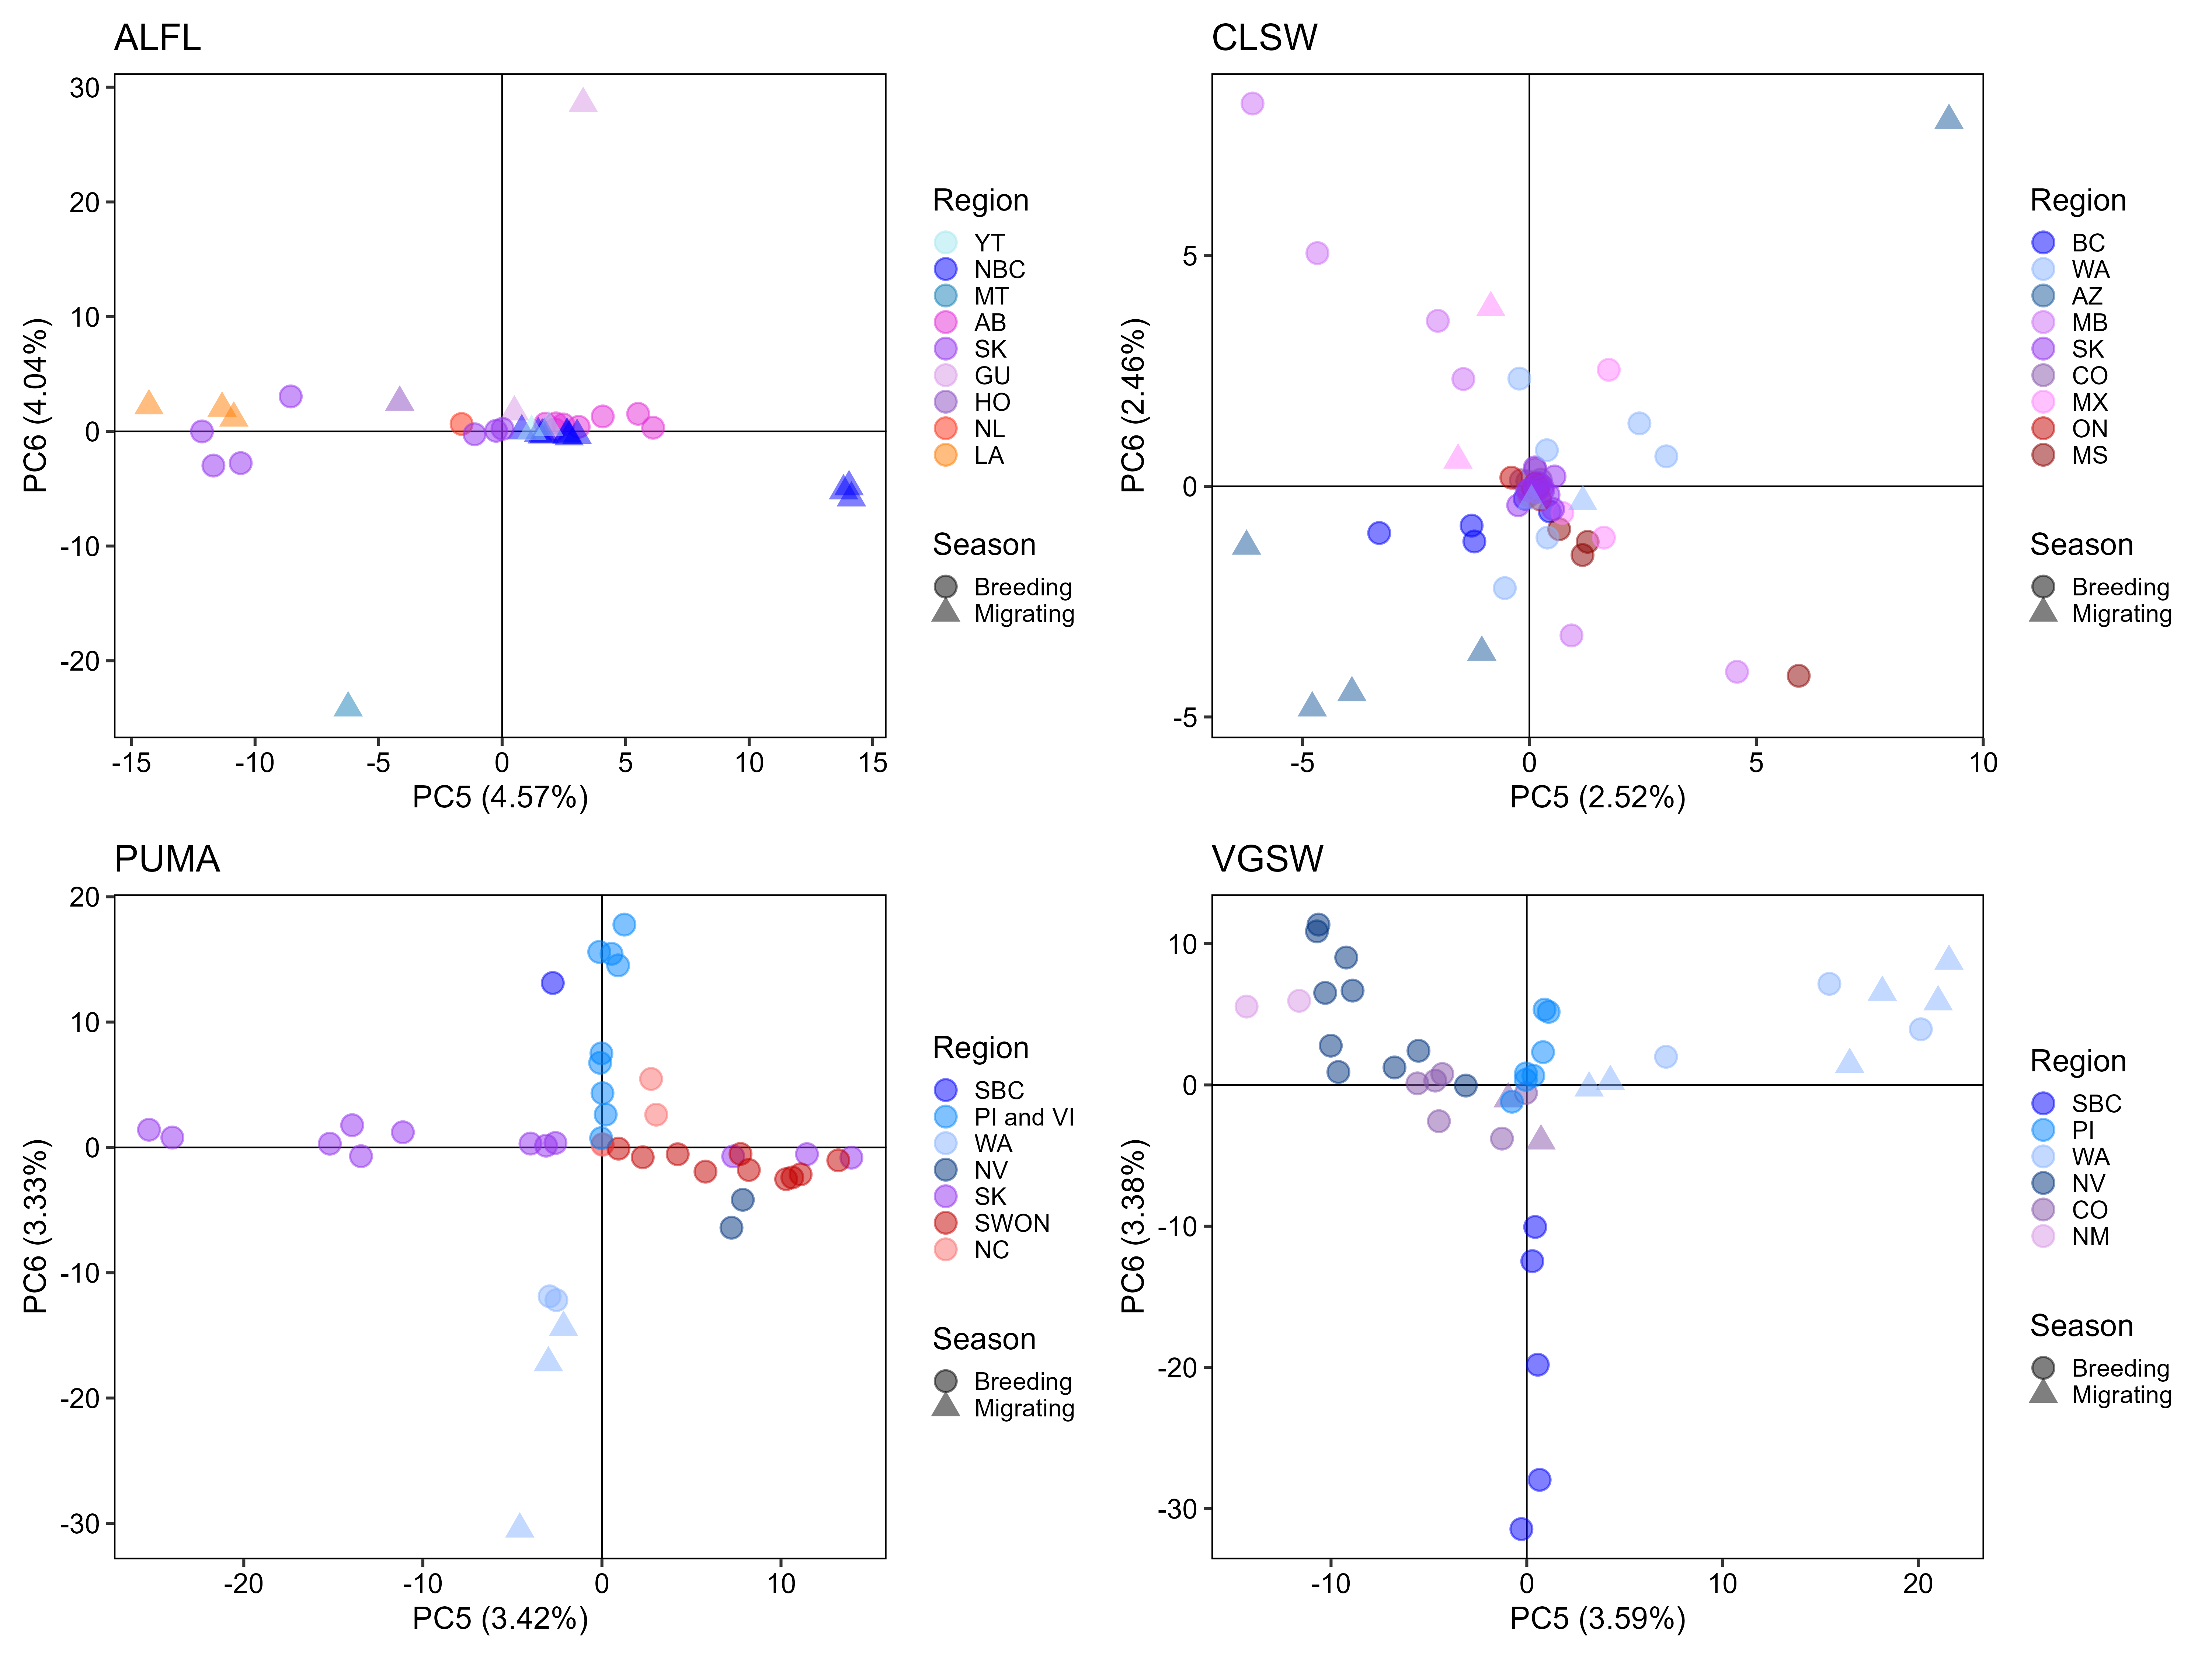 ALFL
30
20
10
0
-10
-20
-15
-10
-5
0
5
10
15
PC5 (4.57%)
PC6 (4.04%)
Region
YT
NBC
MT
AB
SK
GU
HO
NL
LA
Season
Breeding
Migrating
CLSW
5
0
-5
-5
0
5
10
PC5 (2.52%)
PC6 (2.46%)
Region
BC
WA
AZ
MB
SK
CO
MX
ON
MS
Season
Breeding
Migrating
PUMA
20
10
0
-10
-20
-30
-20
-10
0
10
PC5 (3.42%)
PC6 (3.33%)
Region
SBC
PI and VI
WA
NV
SK
SWON
NC
Season
Breeding
Migrating
VGSW
10
0
-10
-20
-30
-10
0
10
20
PC5 (3.59%)
PC6 (3.38%)
Region
SBC
PI
WA
NV
CO
NM
Season
Breeding
Migrating